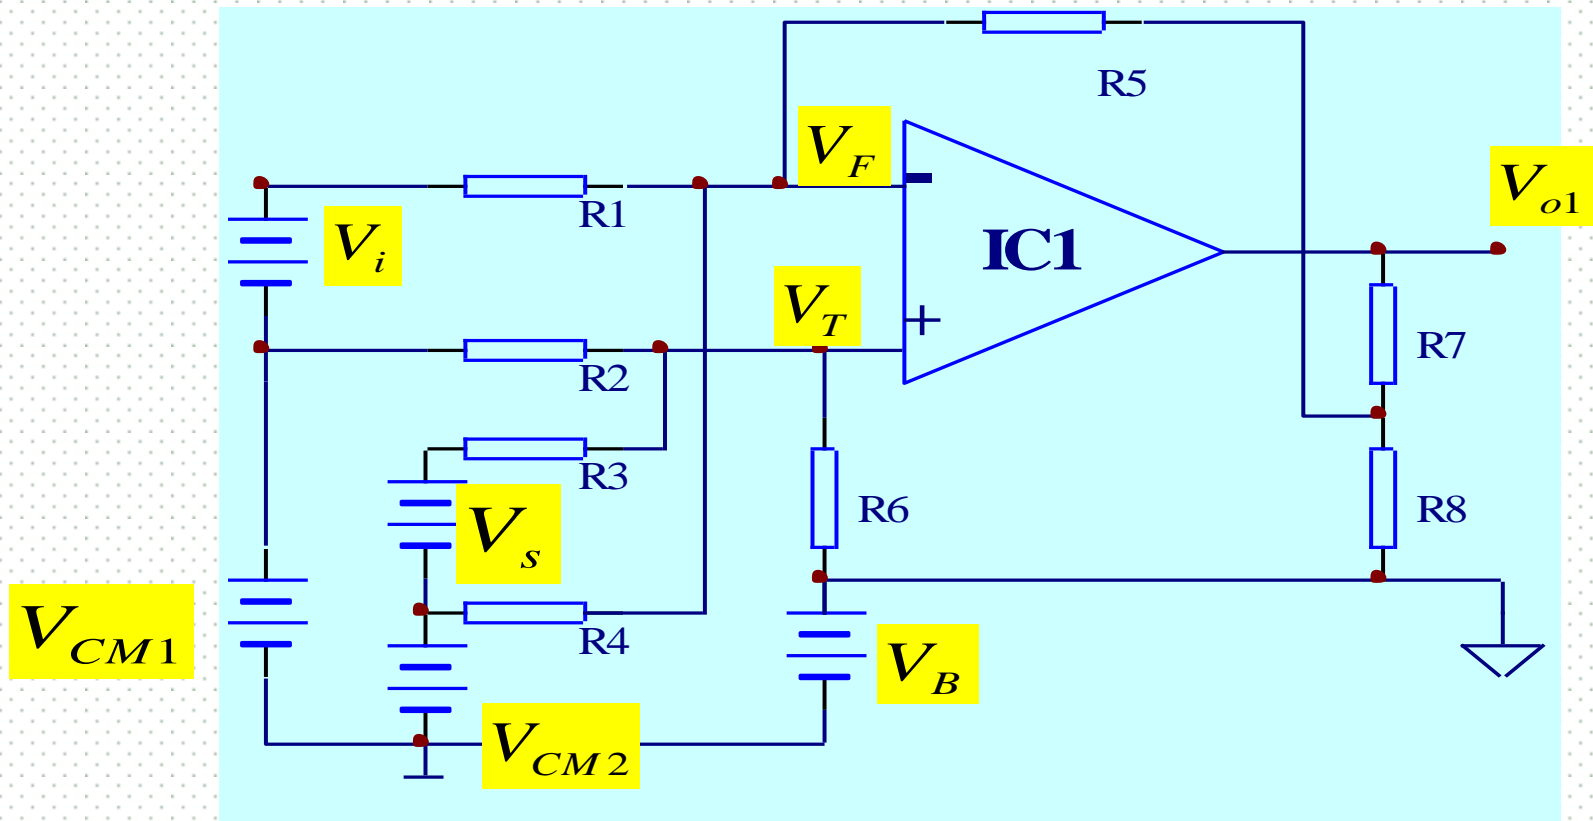 R5
V_F
V_o1
R1
V_i
IC1
V_T
R7
R2
R3
R6
R8
V_s
R4
V_CM1
V_B
V_CM2